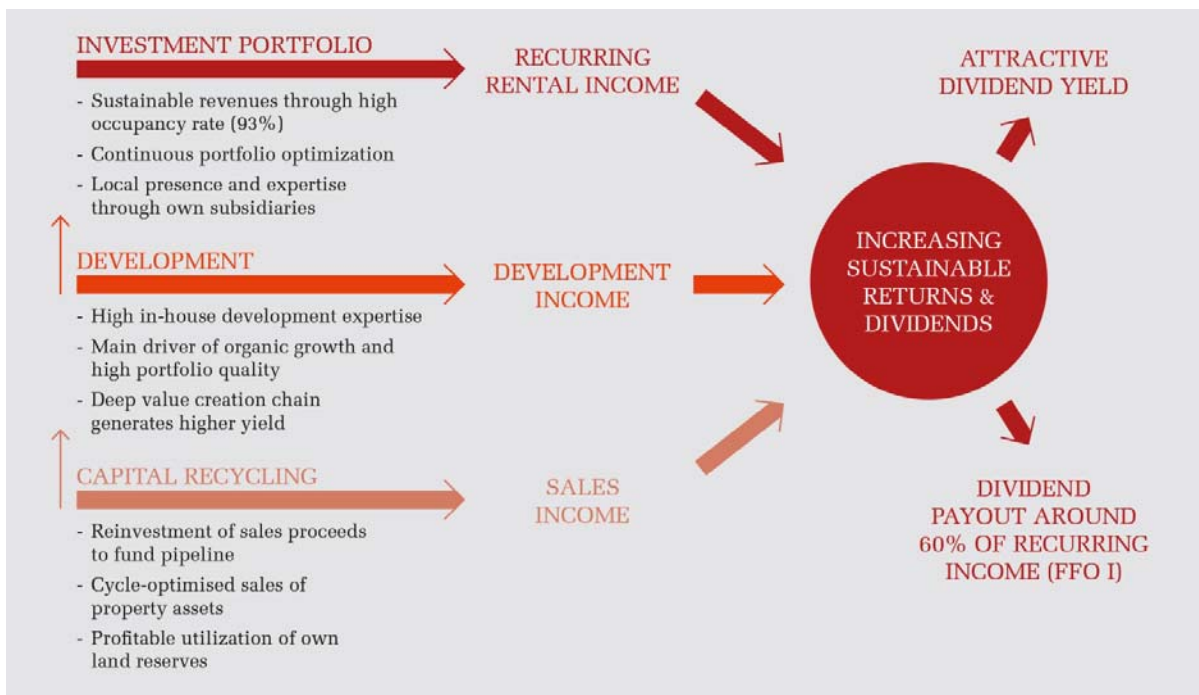 INVESTMENT PORTFOLIO
- Sustainable revenues through high
occupancy rate (93%)
- Continuous portfolio optimization
- Local presence and expertise
through own subsidiaries
RECURRING
RENTAL INCOME
DEVELOPMENT
- High in-house development expertise
- Main driver of organic growth and
high portfolio quality
- Deep value creation chain
generates higher yield
DEVELOPMENT
INCOME
CAPITAL RECYCLING
- Reinvestment of sales proceeds
to fund pipeline
- Cycle-optimised sales of
property assets
- Profitable utilization of own
land reserves
SALES
INCOME
INCREASING
SUSTAINABLE
RETURNS &
DIVIDENDS
ATTRACTIVE
DIVIDEND YIELD
DIVIDEND
PAYOUT AROUND
60% OF RECURRING
INCOME (FFO I)